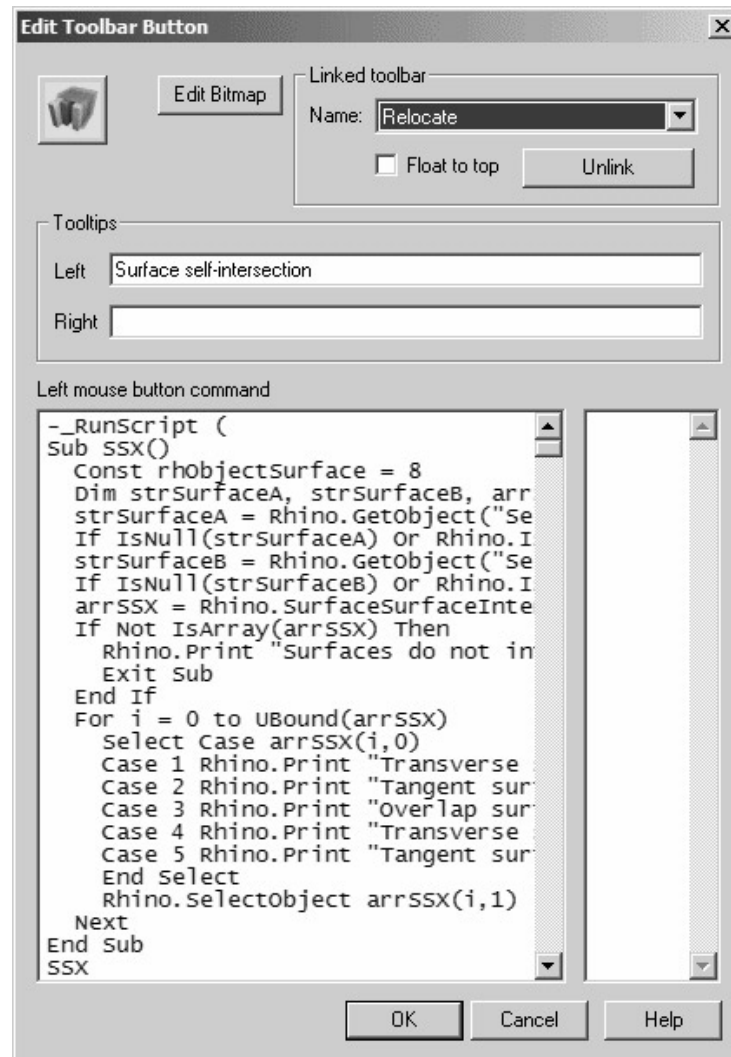 Edit Toolbar Button
Edit Bitmap
Linked toolbar
Name: Relocate
Float to top Unlink
Tooltips
Left Surface self-intersection
Right
Left mouse button command
-_RunScript (
Sub SSX()
  Const rhObjectSurface = 8
  Dim strSurfaceA, strSurfaceB, arr
  strSurfaceA = Rhino.GetObject("Se
  If IsNull(strSurfaceA) Or Rhino.I
  strSurfaceB = Rhino.GetObject("Se
  If IsNull(strSurfaceB) Or Rhino.I
  arrSSX = Rhino.SurfaceSurfaceInte
  If Not IsArray(arrSSX) Then
    Rhino.Print "Surfaces do not in
    Exit Sub
  End If
  For i = 0 to UBound(arrSSX)
    Select Case arrSSX(i,0)
    Case 1 Rhino.Print "Transverse
    Case 2 Rhino.Print "Tangent sur
    Case 3 Rhino.Print "Overlap sur
    Case 4 Rhino.Print "Transverse
    Case 5 Rhino.Print "Tangent sur
    End Select
    Rhino.SelectObject arrSSX(i,1)
  Next
End Sub
SSX
OK Cancel Help